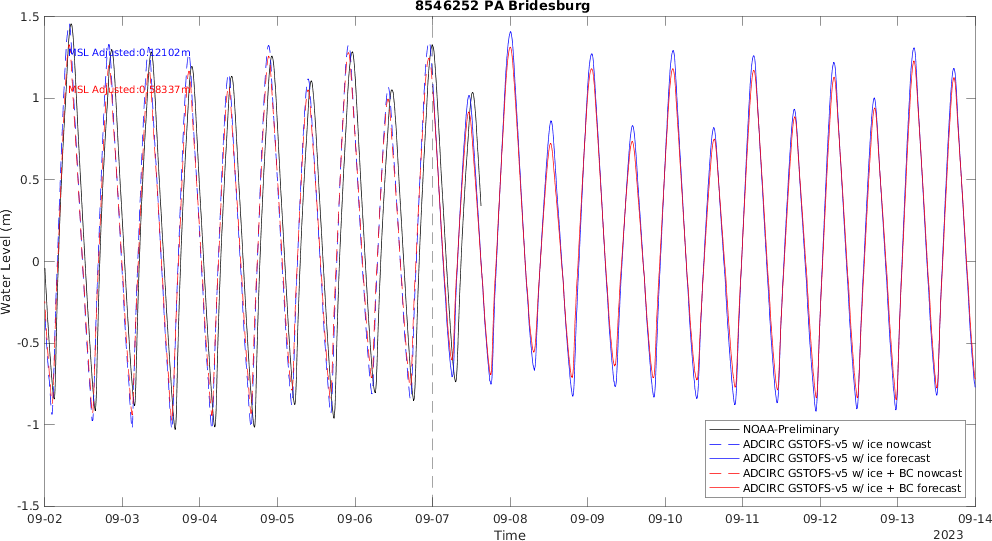 8546252 PA Bridesburg
1.5
1
0.5
0
-0.5
-1
-1.5
Water Level (m)
MSL Adjusted:0.12102m
MSL Adjusted:0.58337m
NOAA-Preliminary
ADCIRC GSTOFS-v5 w/ ice nowcast
ADCIRC GSTOFS-v5 w/ ice forecast
ADCIRC GSTOFS-v5 w/ ice + BC nowcast
ADCIRC GSTOFS-v5 w/ ice + BC forecast
09-02 09-03 09-04 09-05 09-06 09-07 09-08 09-09 09-10 09-11 09-12 09-13 09-14
Time
2023